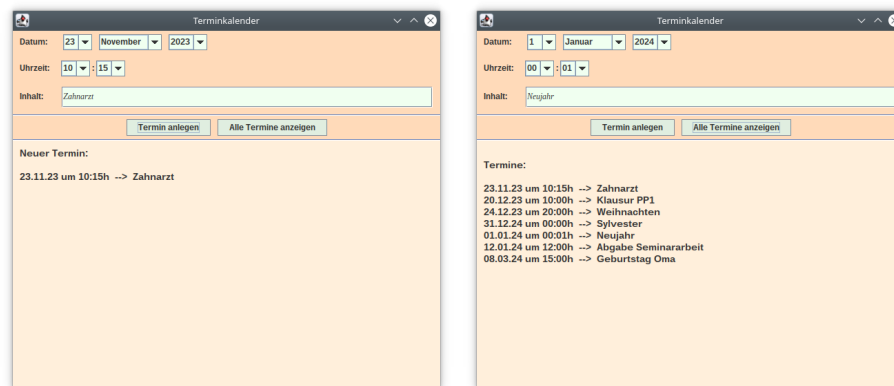 Terminkalender
Datum: 23 November 2023
Uhrzeit: 10 : 15
Inhalt: Zahnarzt
Termin anlegen Alle Termine anzeigen
Neuer Termin:
23.11.23 um 10:15h --> Zahnarzt
Terminkalender
Datum: 1 Januar 2024
Uhrzeit: 00 : 01
Inhalt: Neujahr
Termin anlegen Alle Termine anzeigen
Termine:
23.11.23 um 10:15h --> Zahnarzt
20.12.23 um 10:00h --> Klausur PP1
24.12.23 um 20:00h --> Weihnachten
31.12.24 um 00:00h --> Sylvester
01.01.24 um 00:01h --> Neujahr
12.01.24 um 12:00h --> Abgabe Seminararbeit
08.03.24 um 15:00h --> Geburtstag Oma